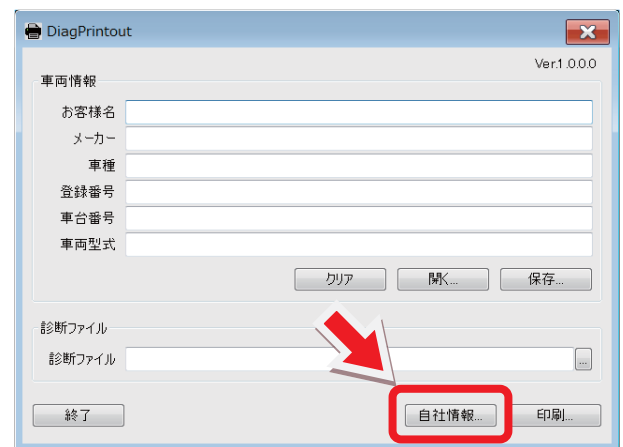 DiagPrintout
Ver.1.0.0.0
車両情報
お客様名
メーカー
車種
登録番号
車台番号
車両型式
クリア 開く... 保存...
診断ファイル
診断ファイル ...
終了 自社情報... 印刷...